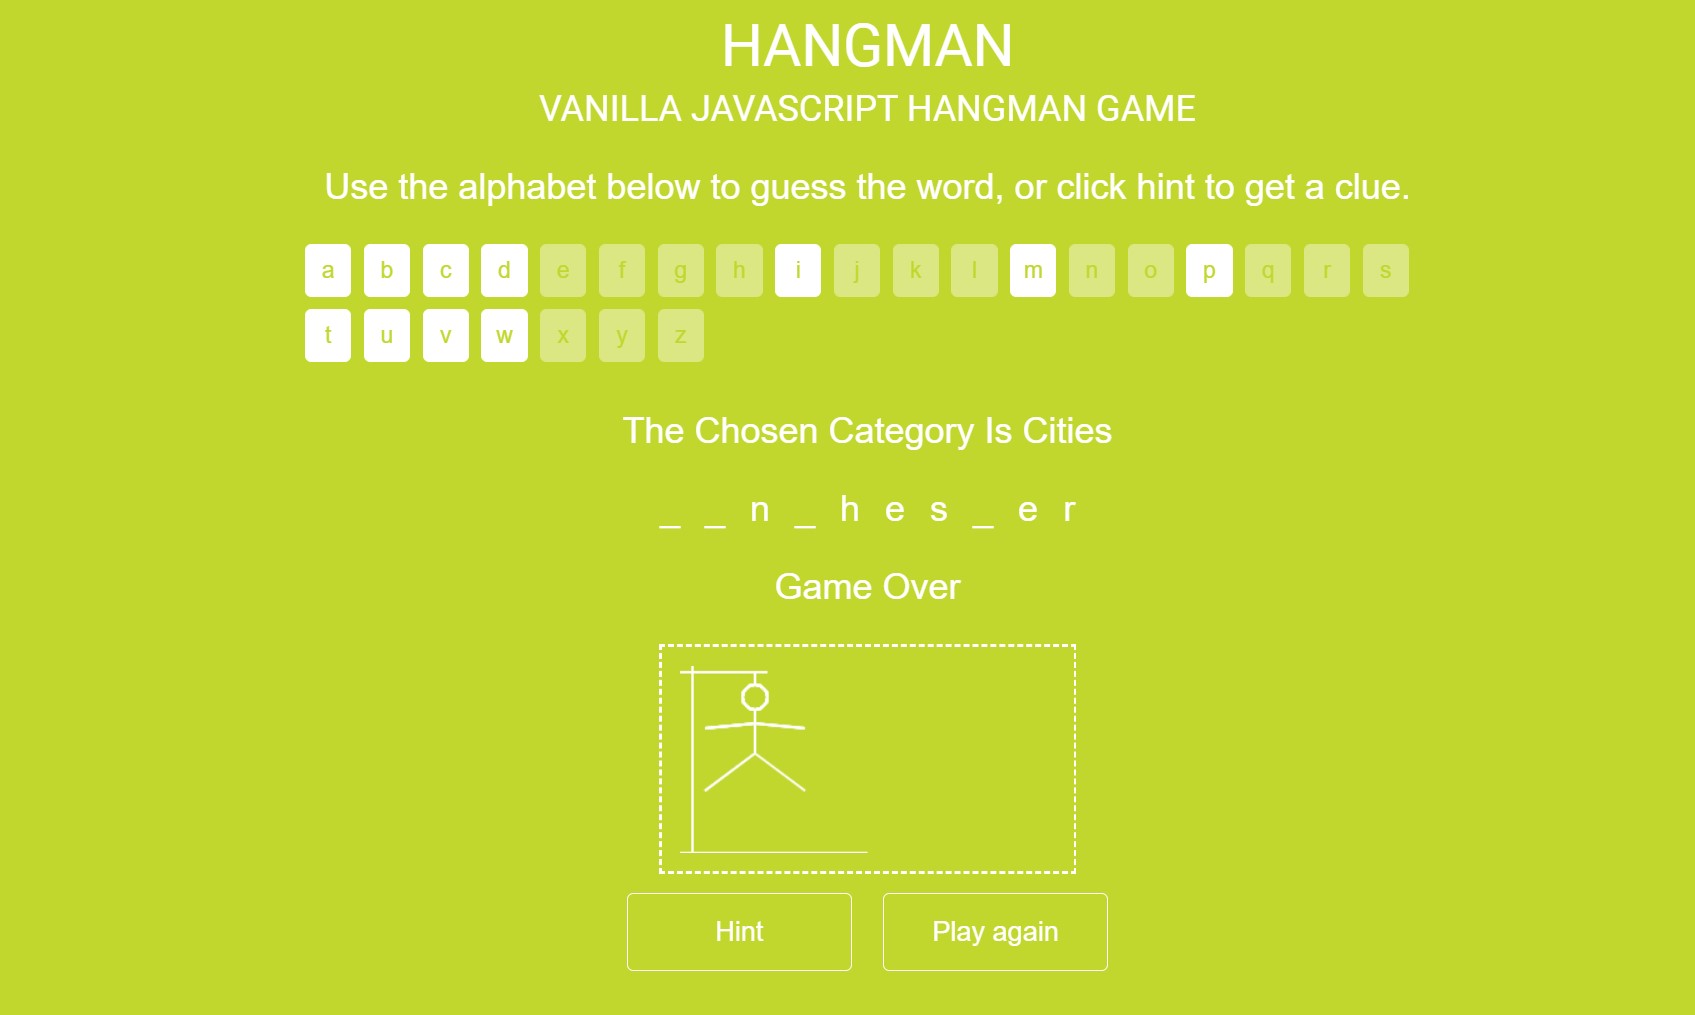 HANGMAN
VANILLA JAVASCRIPT HANGMAN GAME
Use the alphabet below to guess the word, or click hint to get a clue.
a b c d e f g h i j k l m n o p q r s
t u v w x y z
The Chosen Category Is Cities
_ _ n _ h e s _ e r
Game Over
Hint Play again